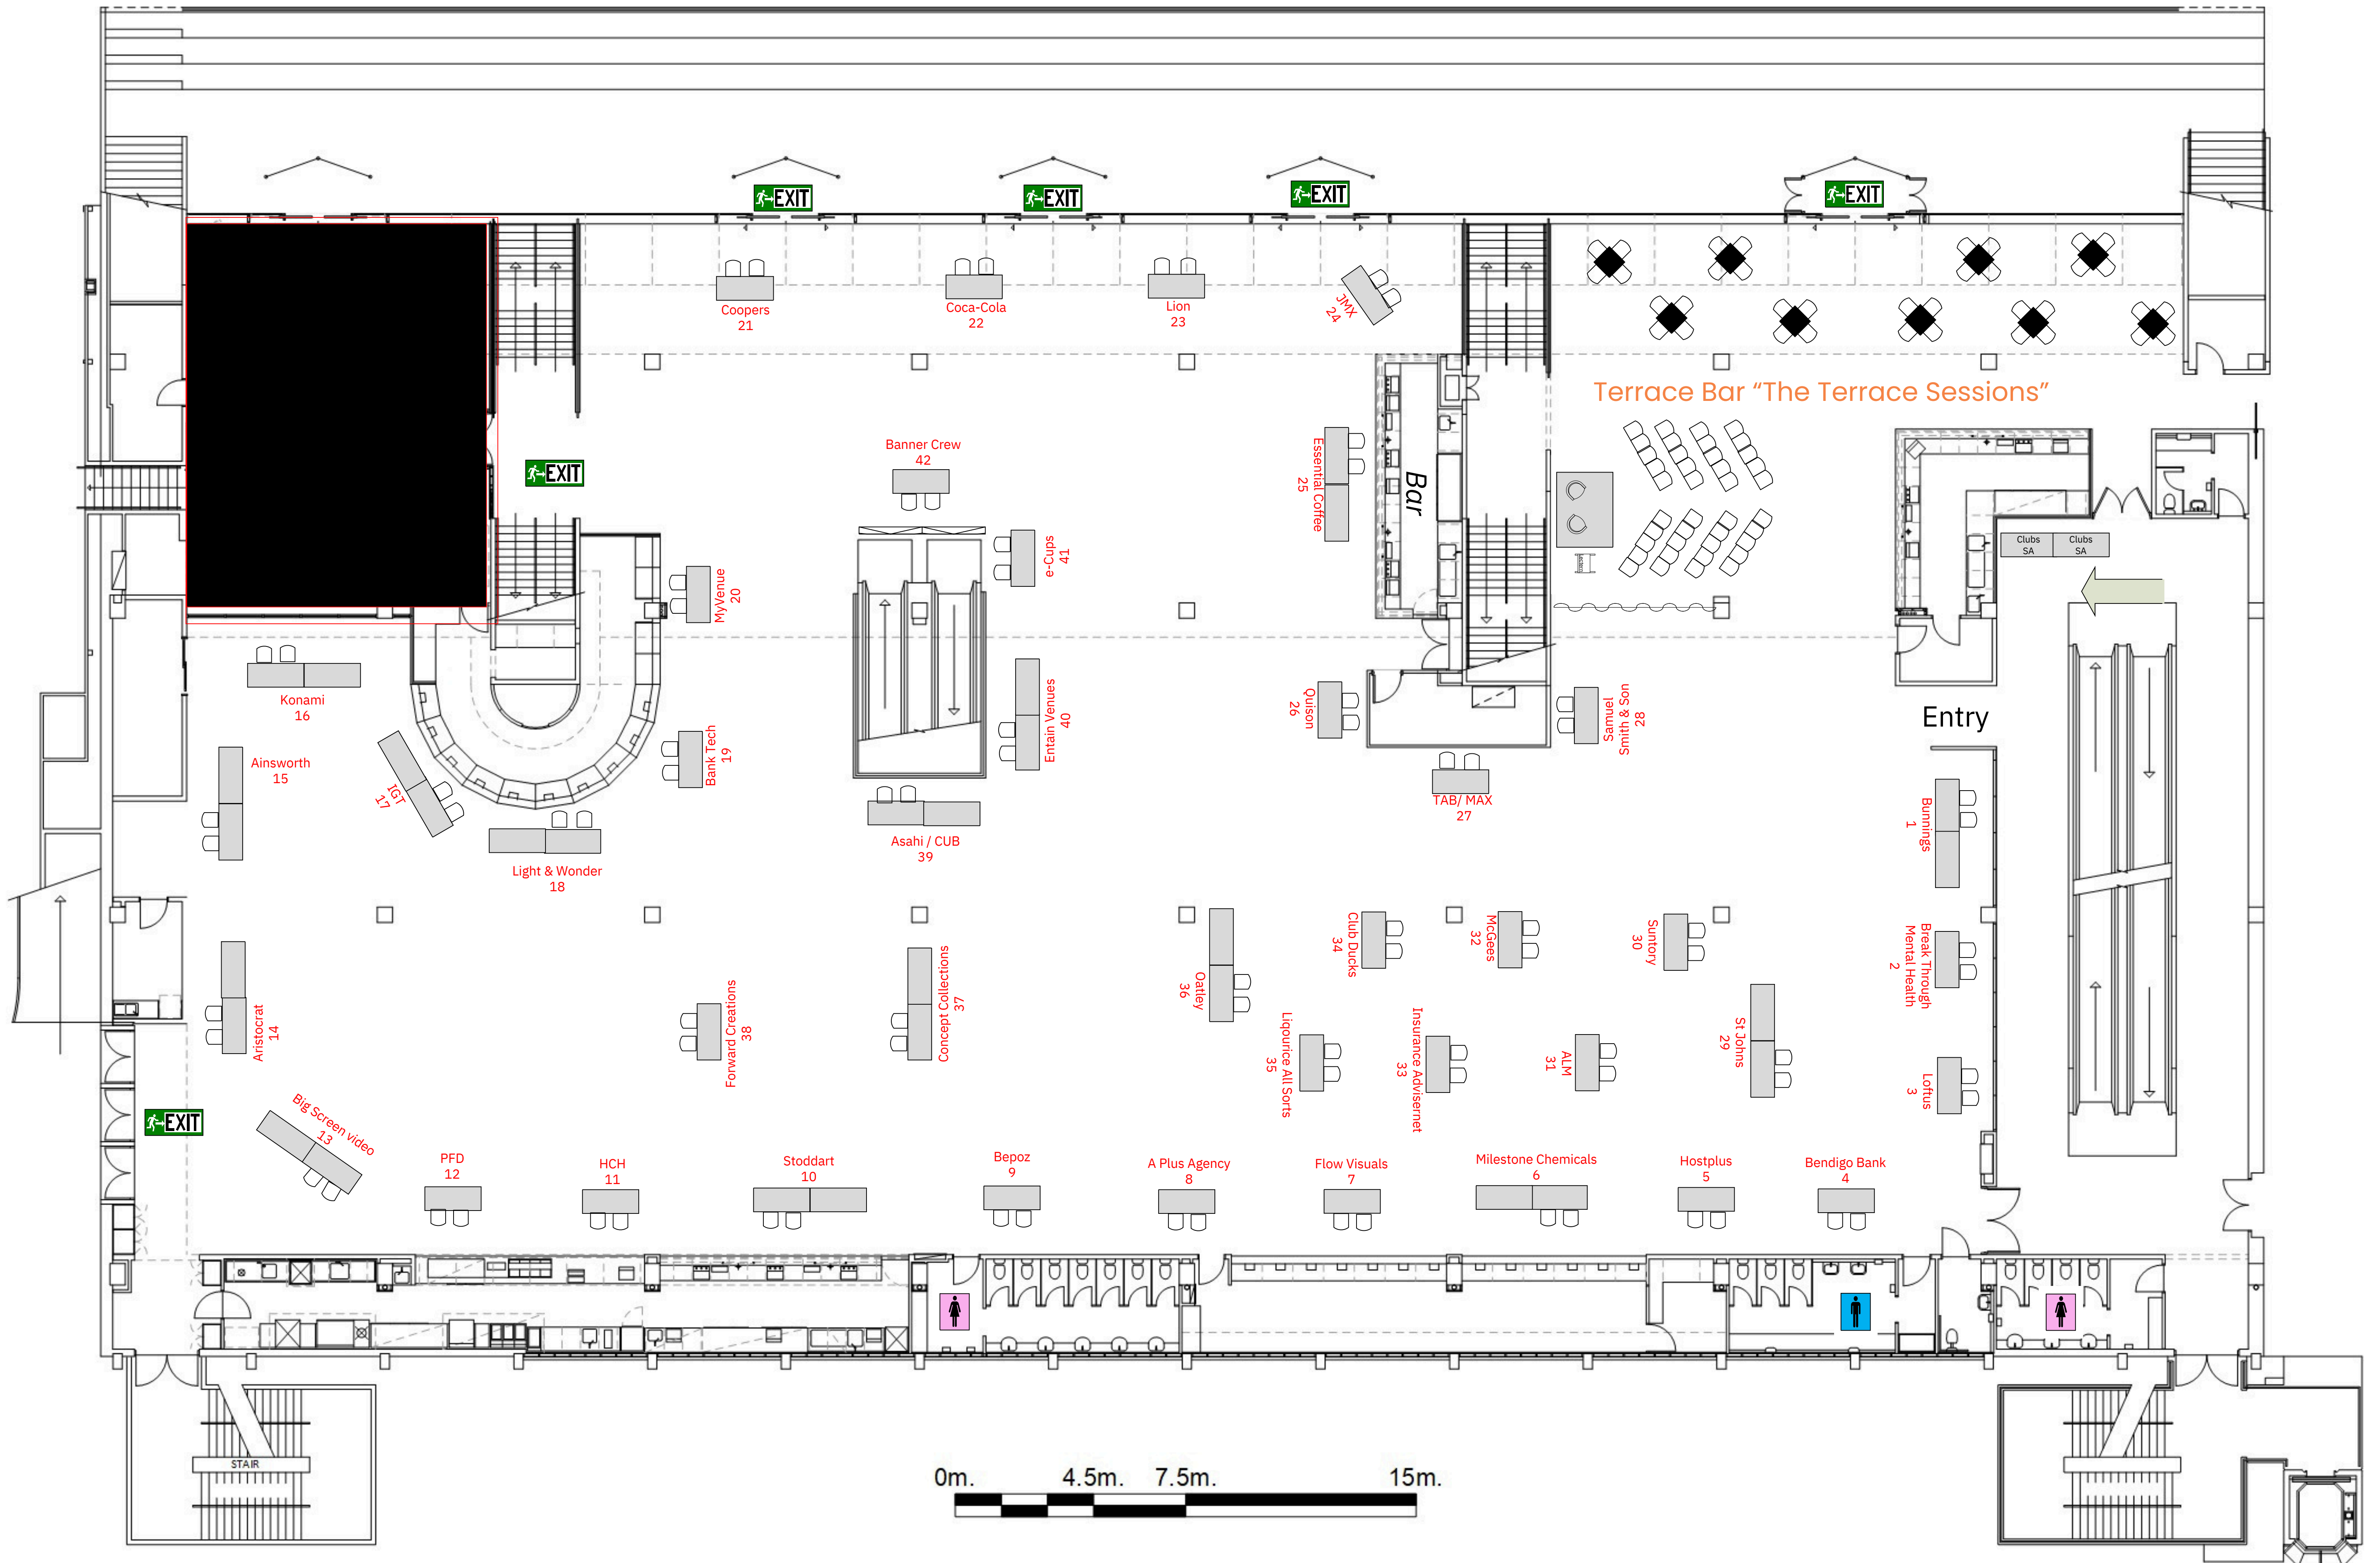 EXIT
EXIT
EXIT
EXIT
Coopers
21
Coca-Cola
22
Lion
23
JMX
24
Terrace Bar “The Terrace Sessions”
EXIT
Banner Crew
42
Essential Coffee
25
Bar
e-Cups
41
MyVenue
20
Clubs
SA
Clubs
SA
Konami
16
Entain Venues
40
Quison
26
Samuel
Smith & Son
28
Entry
Bank Tech
19
Ainsworth
15
IGT
17
TAB/ MAX
27
Bunnings
1
Asahi / CUB
39
Light & Wonder
18
Club Ducks
34
McGees
32
Suntory
30
Break Through
Mental Health
2
Aristocrat
14
Forward Creations
38
Concept Collections
37
Oatley
36
Liqourice All Sorts
35
Insurance Advisernet
33
ALM
31
St Johns
29
Loftus
3
EXIT
Big Screen video
13
PFD
12
HCH
11
Stoddart
10
Bepoz
9
A Plus Agency
8
Flow Visuals
7
Milestone Chemicals
6
Hostplus
5
Bendigo Bank
4
STAIR
0m. 4.5m. 7.5m. 15m.